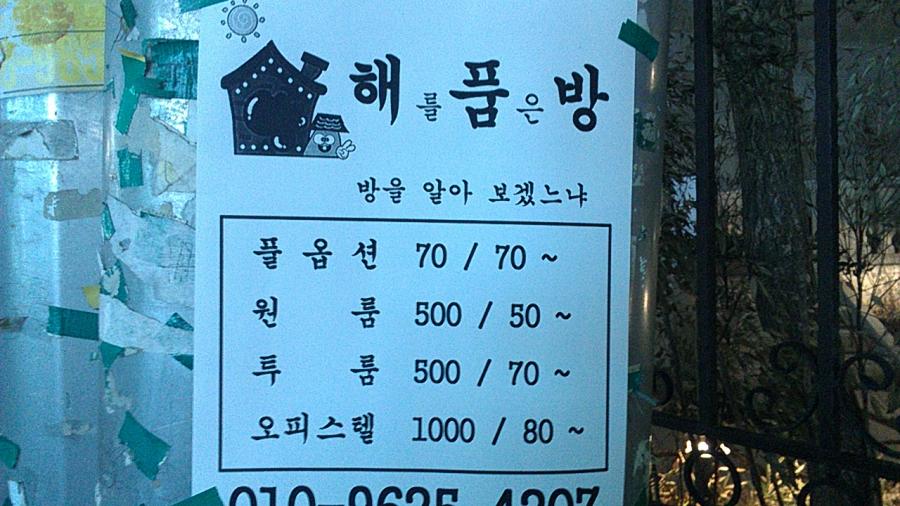 해를품은방
방을 알아 보겠느냐
풀옵션 70 / 70 ~
원룸 500 / 50 ~
투룸 500 / 70 ~
오피스텔 1000 / 80 ~